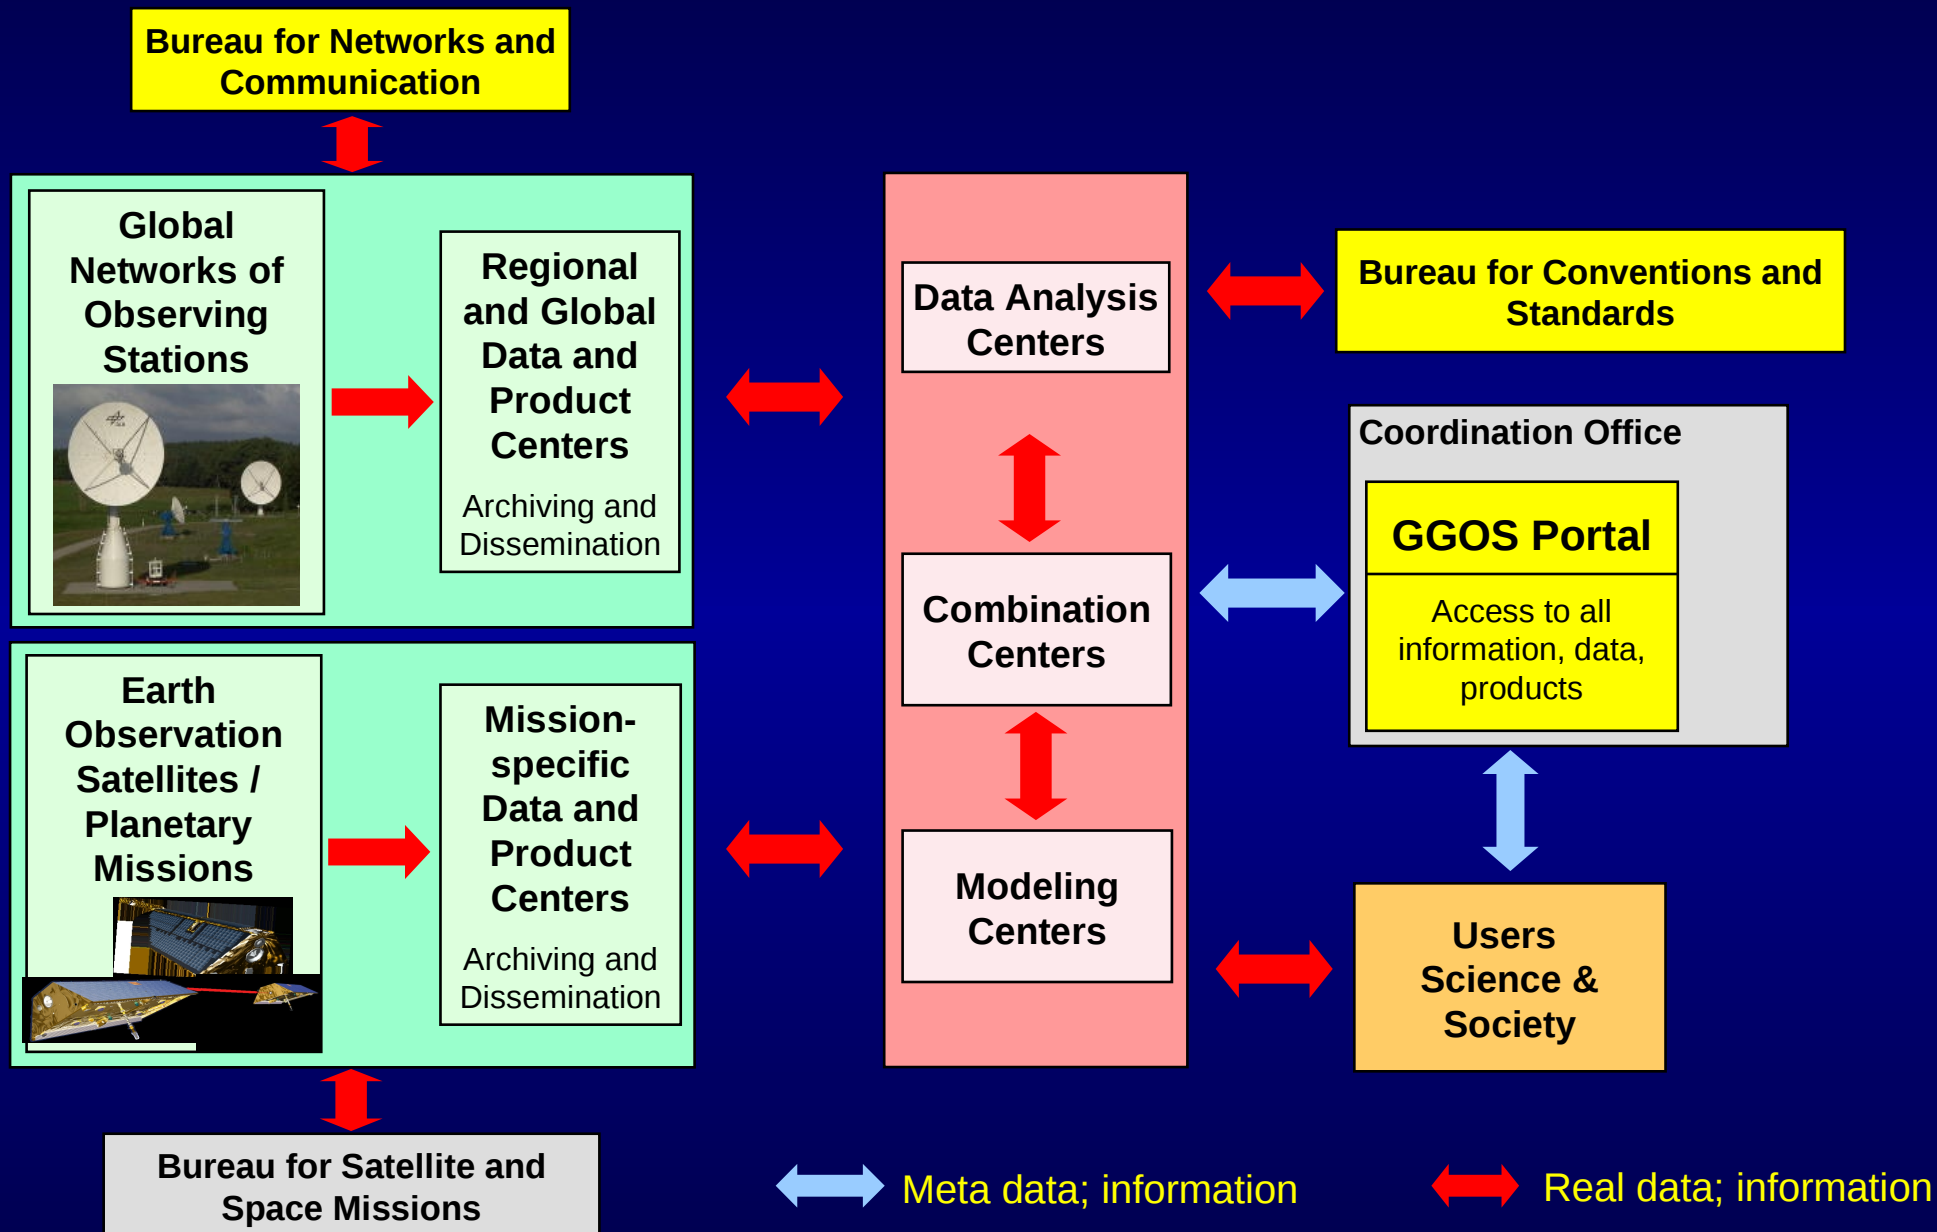 Bureau for Networks and
Communication
Global
Networks of
Observing
Stations
Regional
and Global
Data and
Product
Centers
Archiving and
Dissemination
Earth
Observation
Satellites /
Planetary
Missions
Mission-
specific
Data and
Product
Centers
Archiving and
Dissemination
Bureau for Satellite and
Space Missions
Data Analysis
Centers
Combination
Centers
Modeling
Centers
Bureau for Conventions and
Standards
Coordination Office
GGOS Portal
Access to all
information, data,
products
Users
Science &
Society
Meta data; information
Real data; information